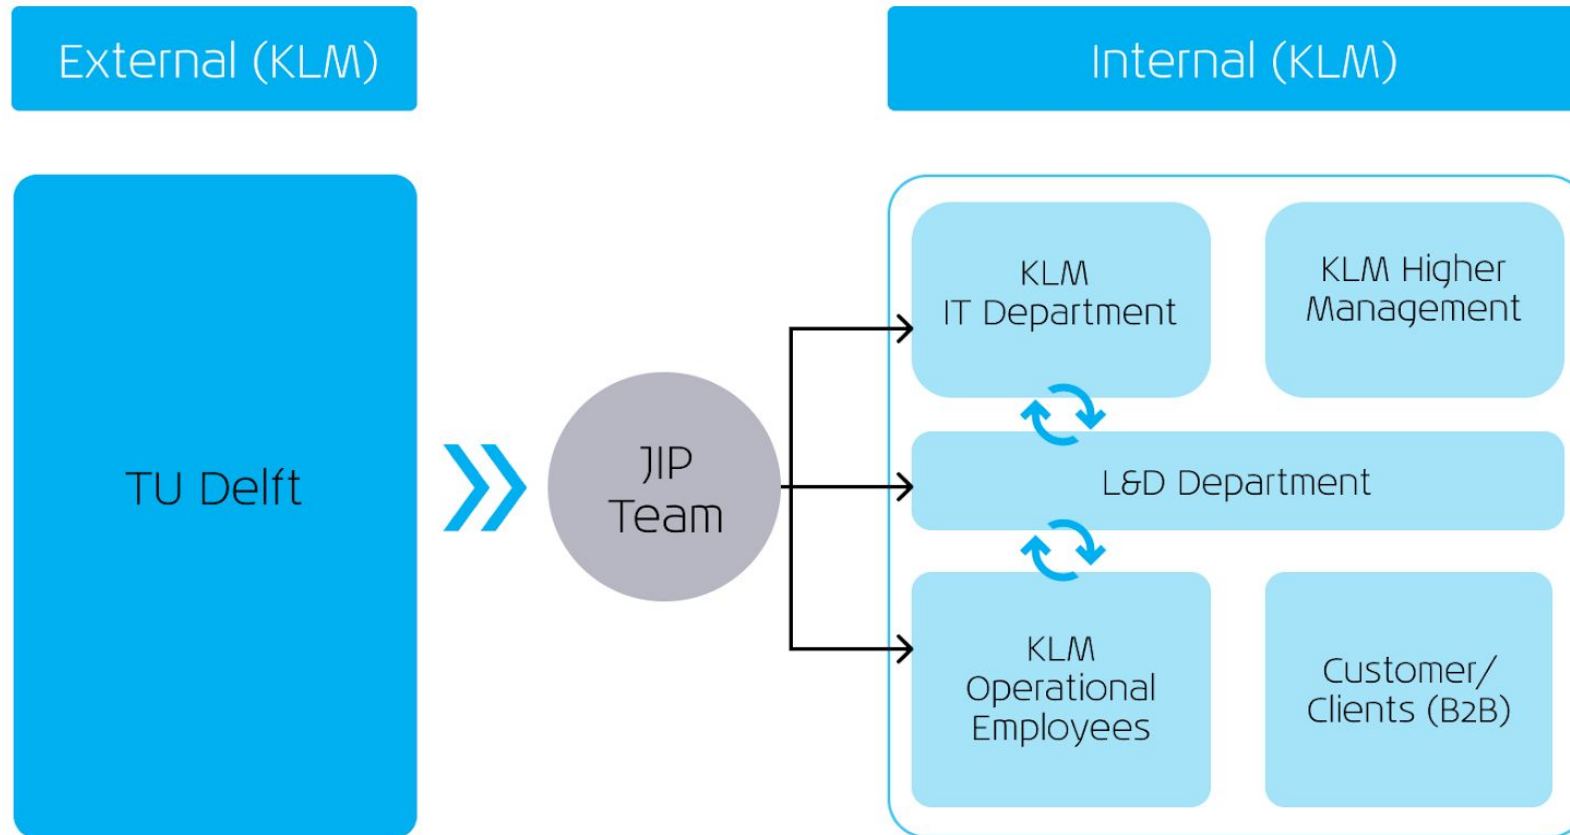 External (KLM)
Internal (KLM)
TU Delft
JIP
Team
KLM
IT Department
KLM Higher
Management
L&D Department
KLM
Operational
Employees
Customer/
Clients (B2B)